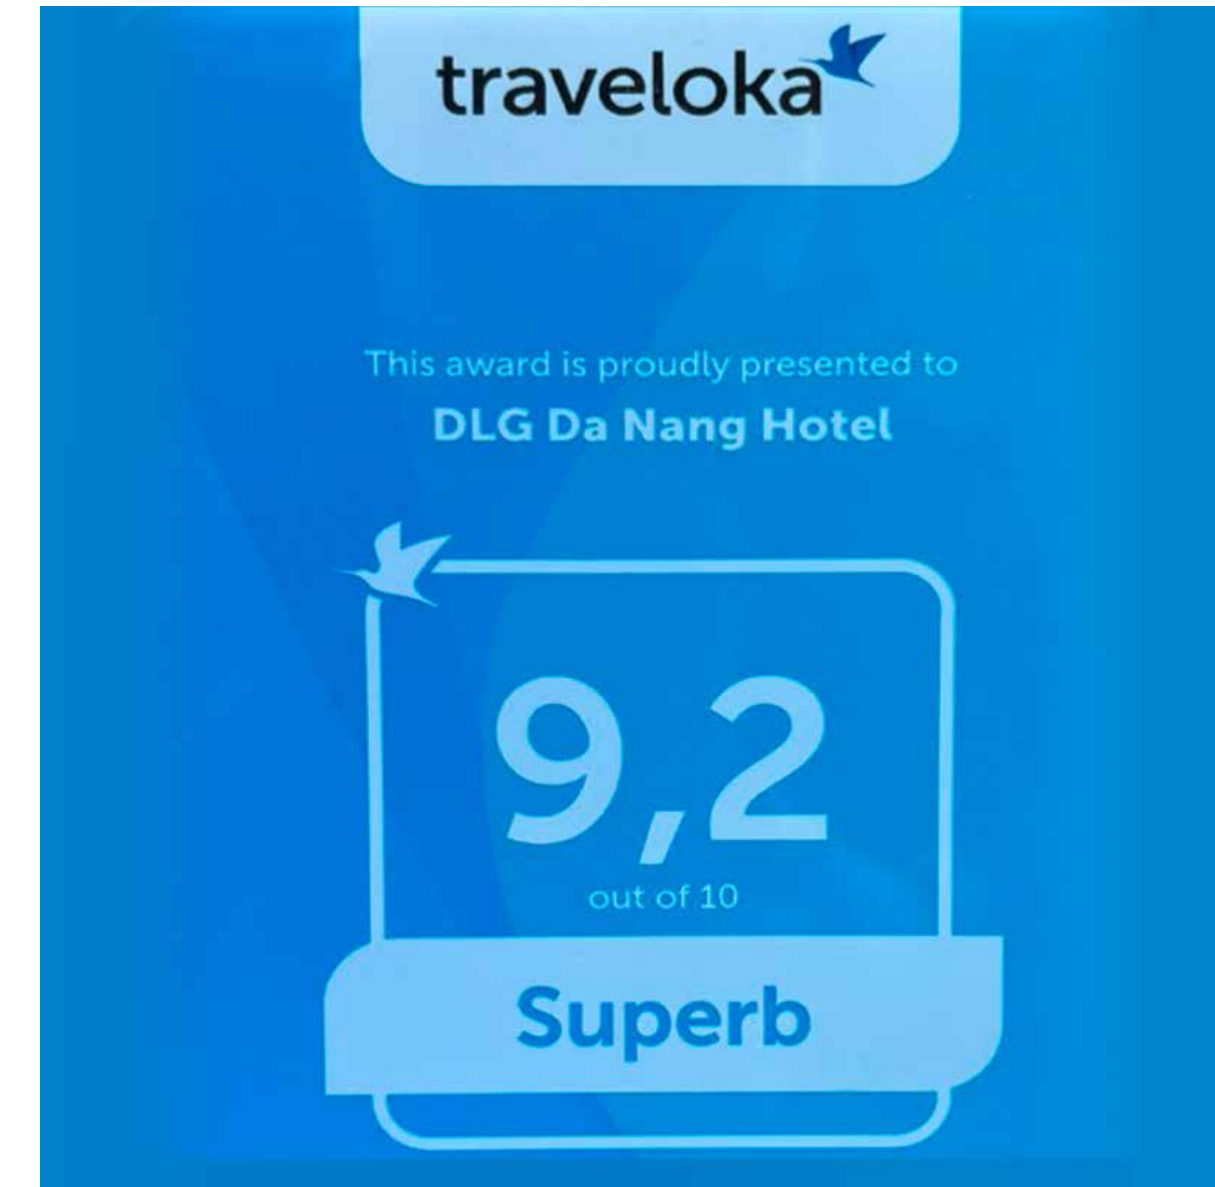 traveloka
This award is proudly presented to
DLG Da Nang Hotel
9,2
out of 10
Superb